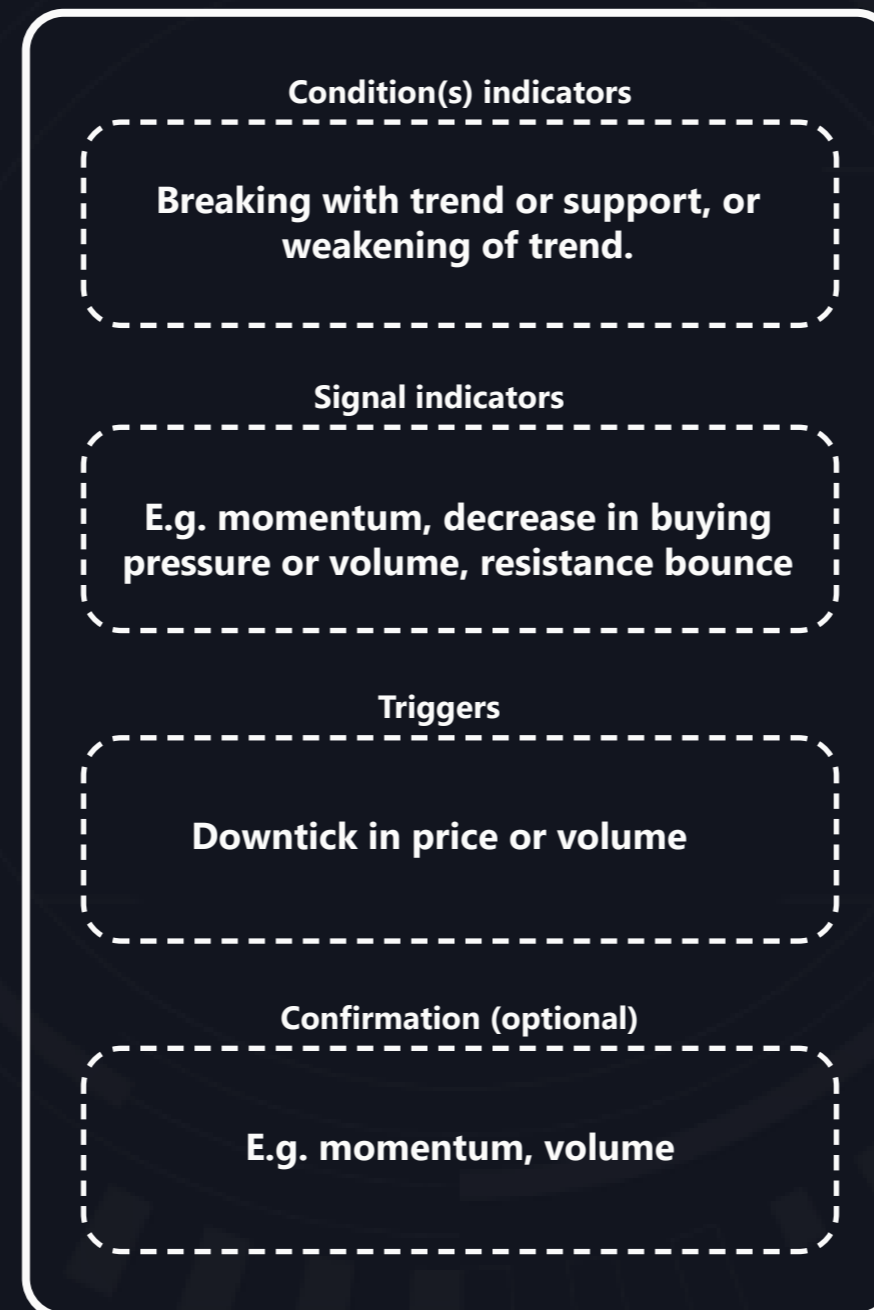 Condition(s) indicators
Breaking with trend or support, or
weakening of trend.
Signal indicators
E.g. momentum, decrease in buying
pressure or volume, resistance bounce
Triggers
Downtick in price or volume
Confirmation (optional)
E.g. momentum, volume